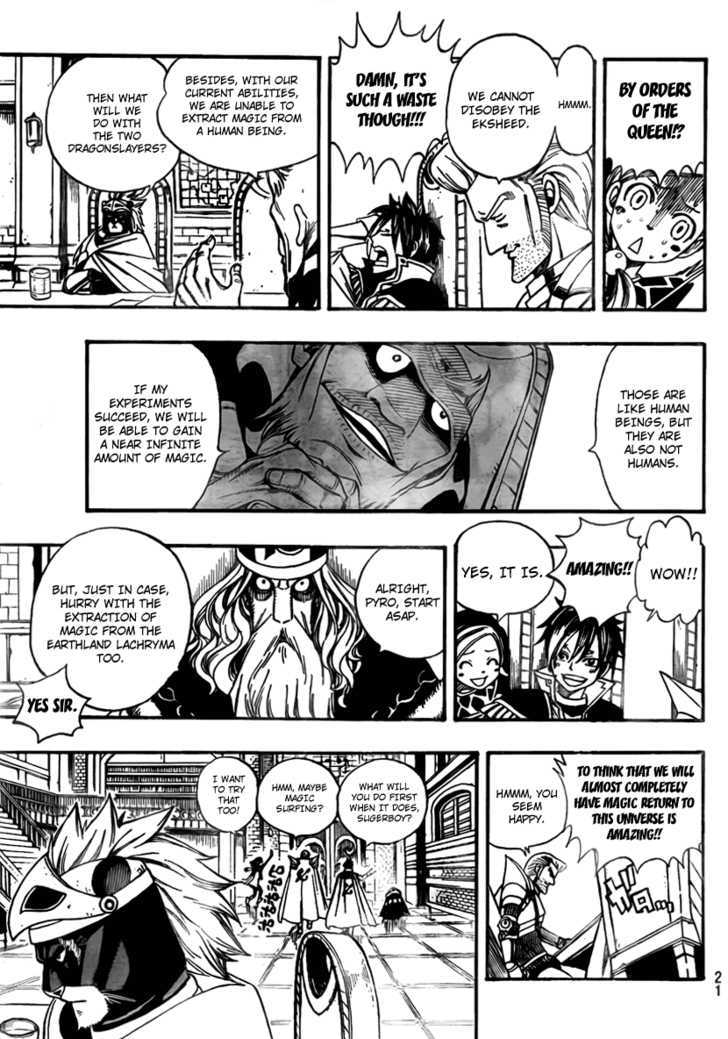 BY ORDERS
OF THE
QUEEN!?
HMMM.
WE CANNOT
DISOBEY THE
EKSHEED.
DAMN, IT'S
SUCH A WASTE
THOUGH!!!
BESIDES, WITH OUR
CURRENT ABILITIES,
WE ARE UNABLE TO
EXTRACT MAGIC FROM
A HUMAN BEING.
THEN WHAT
WILL WE
DO WITH
THE TWO
DRAGONSLAYERS?
THOSE ARE
LIKE HUMAN
BEINGS, BUT
THEY ARE
ALSO NOT
HUMANS.
IF MY
EXPERIMENTS
SUCCEED, WE WILL
BE ABLE TO GAIN
A NEAR INFINITE
AMOUNT OF MAGIC.
WOW!!
AMAZING!!
YES, IT IS.
ALRIGHT,
PYRO, START
ASAP.
BUT, JUST IN CASE,
HURRY WITH THE
EXTRACTION OF
MAGIC FROM THE
EARTHLAND LACHRYMA
TOO.
YES SIR.
TO THINK THAT WE WILL
ALMOST COMPLETELY
HAVE MAGIC RETURN TO
THIS UNIVERSE IS
AMAZING!!
HMMM, YOU
SEEM
HAPPY.
ガタ...
WHAT WILL
YOU DO FIRST
WHEN IT DOES,
SUGERBOY?
HMM, MAYBE
MAGIC
SURFING?
I WANT
TO TRY
THAT
TOO!
21